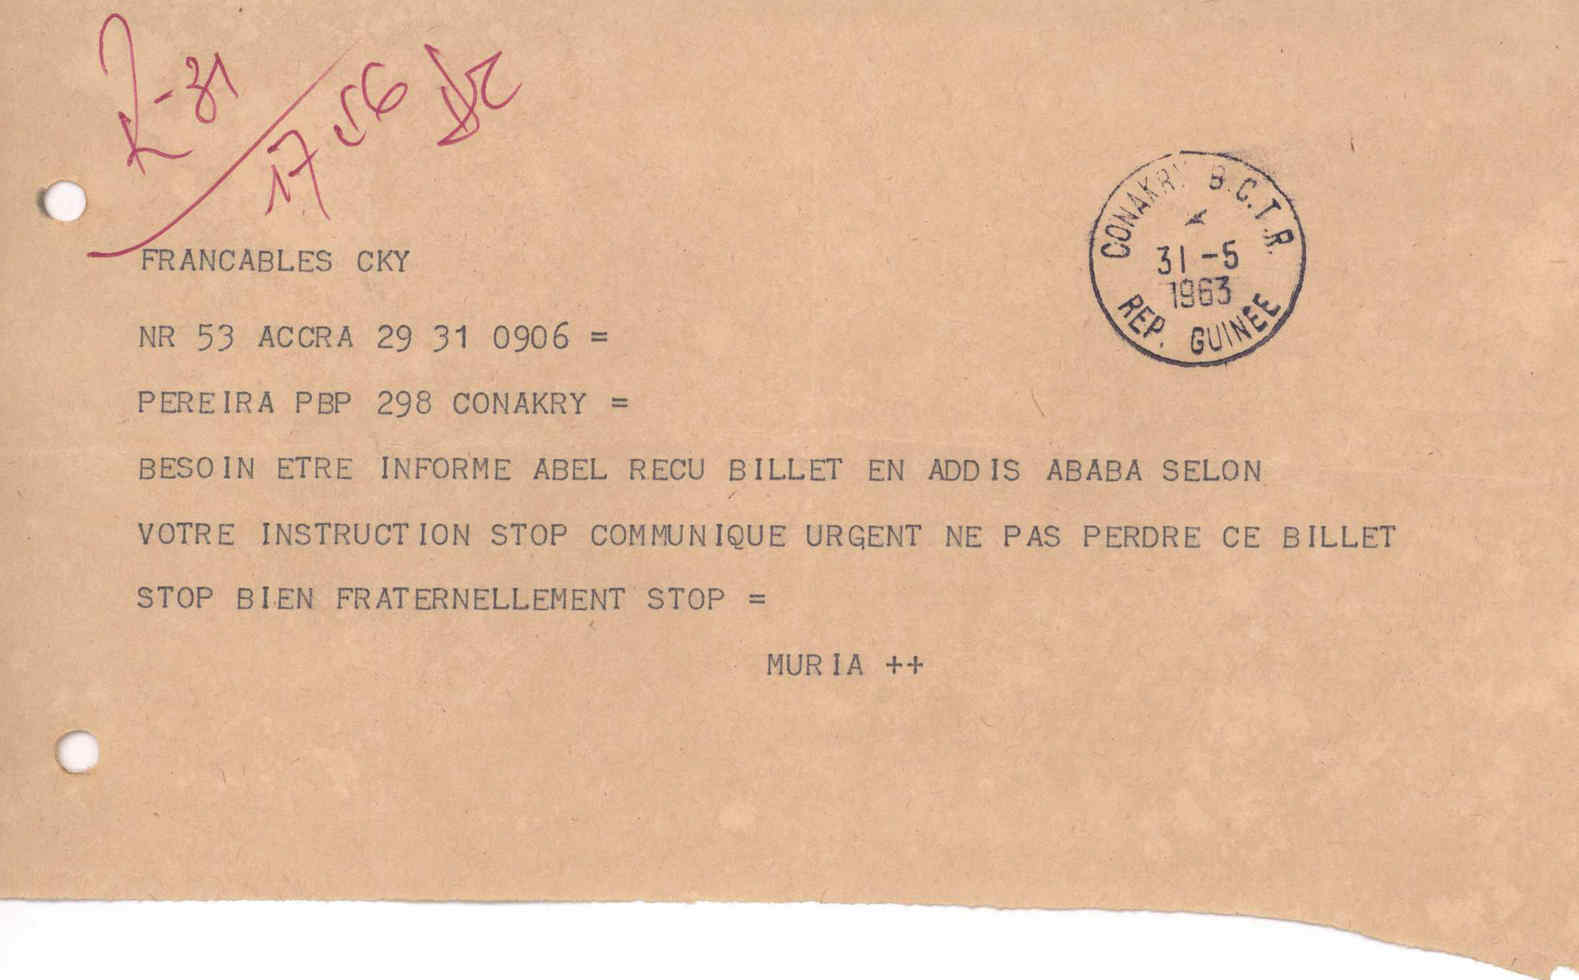 R-31
17 56
FRANCABLES CKY
CONAKRY B.C.T.R.
31-5
1963
REP. GUINEE
NR 53 ACCRA 29 31 0906 =
PEREIRA PBP 298 CONAKRY =
BESOIN ETRE INFORME ABEL RECU BILLET EN ADDIS ABABA SELON
VOTRE INSTRUCTION STOP COMMUNIQUE URGENT NE PAS PERDRE CE BILLET
STOP BIEN FRATERNELLEMENT STOP =
MURIA ++